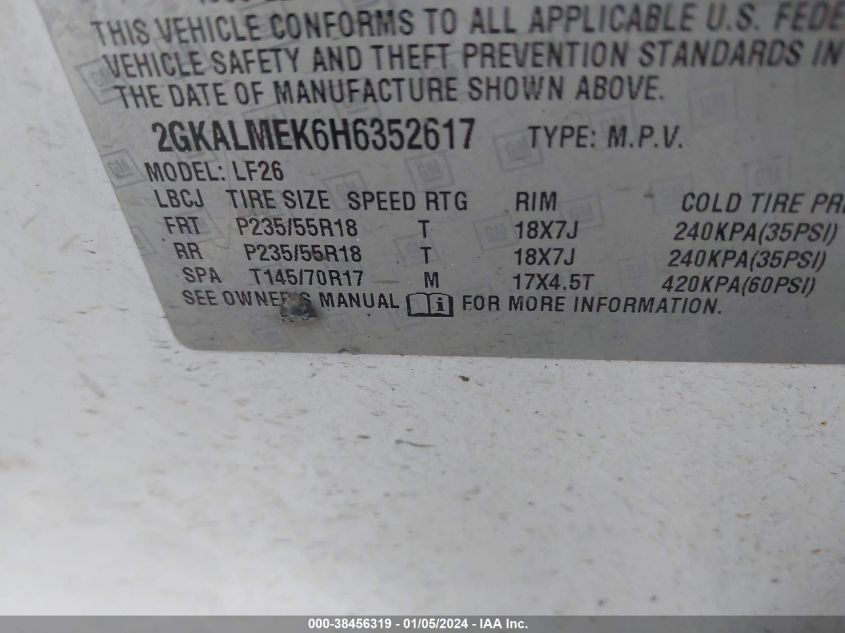 THIS VEHICLE CONFORMS TO ALL APPLICABLE U.S. FEDE
VEHICLE SAFETY AND THEFT PREVENTION STANDARDS IN
THE DATE OF MANUFACTURE SHOWN ABOVE.
2GKALMEK6H6352617 TYPE: M.P.V.
MODEL: LF26
LBCJ TIRE SIZE SPEED RTG RIM COLD TIRE PR
FRT P235/55R18 T 18X7J 240KPA(35PSI)
RR P235/55R18 T 18X7J 240KPA(35PSI)
SPA T145/70R17 M 17X4.5T 420KPA(60PSI)
SEE OWNER'S MANUAL i FOR MORE INFORMATION.
000-38456319 - 01/05/2024 - IAA Inc.